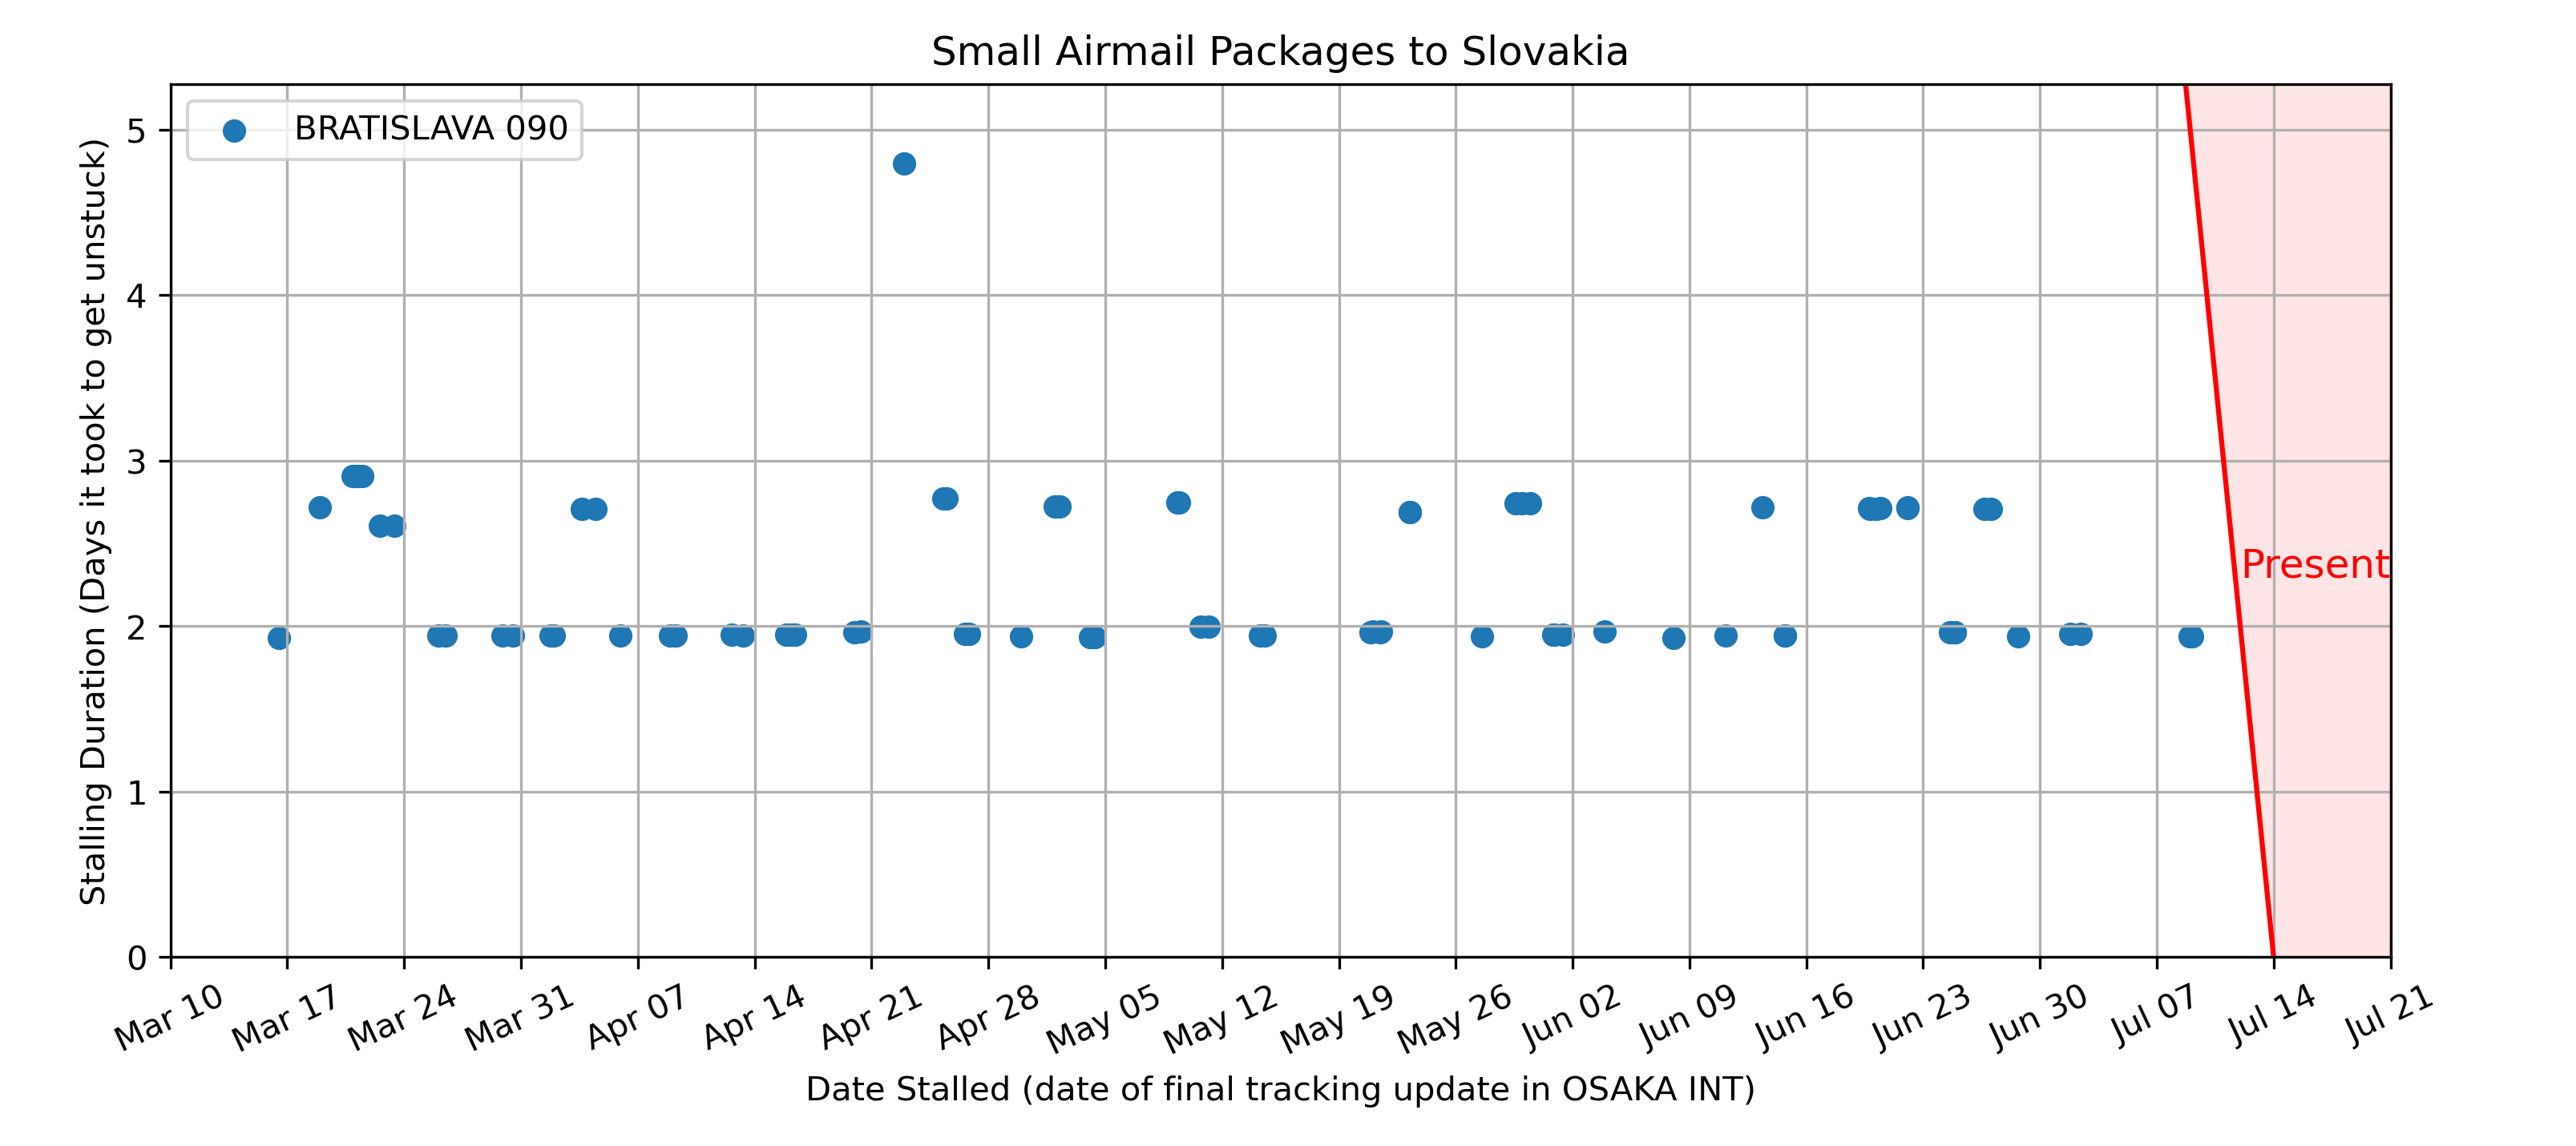 Small Airmail Packages to Slovakia
BRATISLAVA 090
Stalling Duration (Days it took to get unstuck)
5
4
3
2
1
0
Present
Mar 10 Mar 17 Mar 24 Mar 31 Apr 07 Apr 14 Apr 21 Apr 28 May 05 May 12 May 19 May 26 Jun 02 Jun 09 Jun 16 Jun 23 Jun 30 Jul 07 Jul 14 Jul 21
Date Stalled (date of final tracking update in OSAKA INT)